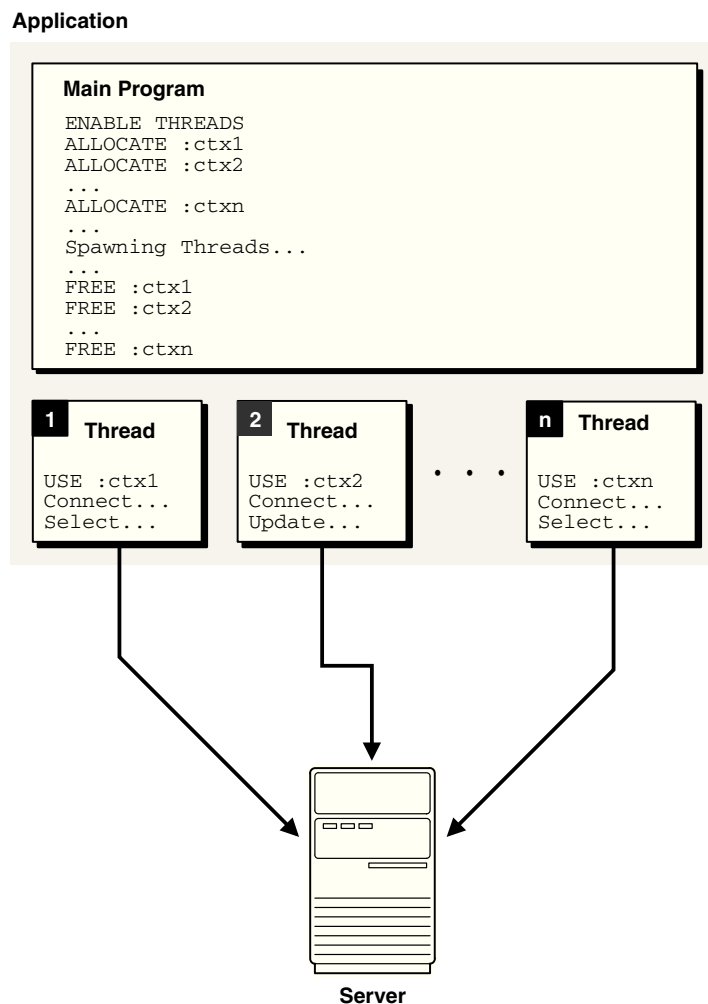 Application
Main Program
ENABLE THREADS
ALLOCATE :ctx1
ALLOCATE :ctx2
...
ALLOCATE :ctxn
...
Spawning Threads...
...
FREE :ctx1
FREE :ctx2
...
FREE :ctxn
1 Thread
USE :ctx1
Connect...
Select...
2 Thread
USE :ctx2
Connect...
Update...
. . .
n Thread
USE :ctxn
Connect...
Select...
Server